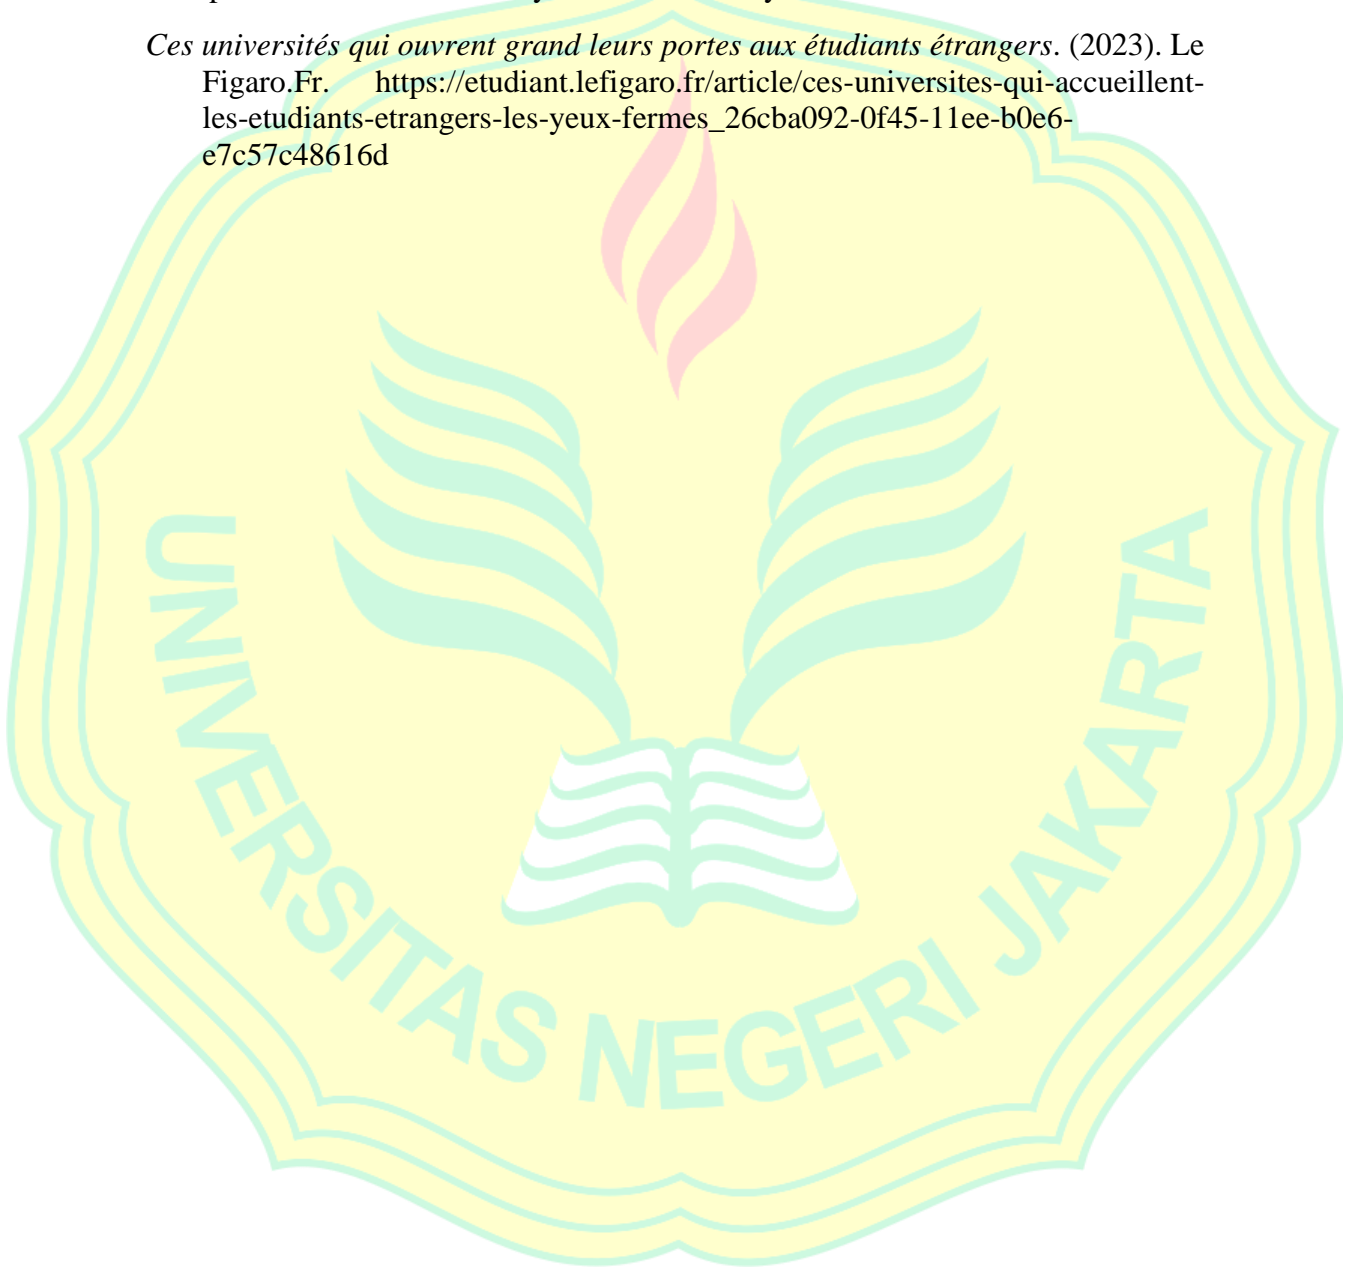 Ces universités qui ouvrent grand leurs portes aux étudiants étrangers. (2023). Le
Figaro.Fr. https://etudiant.lefigaro.fr/article/ces-universites-qui-accueillent-
les-etudiants-etrangers-les-yeux-fermes_26cba092-0f45-11ee-b0e6-
e7c57c48616d
UNIVERSITAS NEGERI JAKARTA